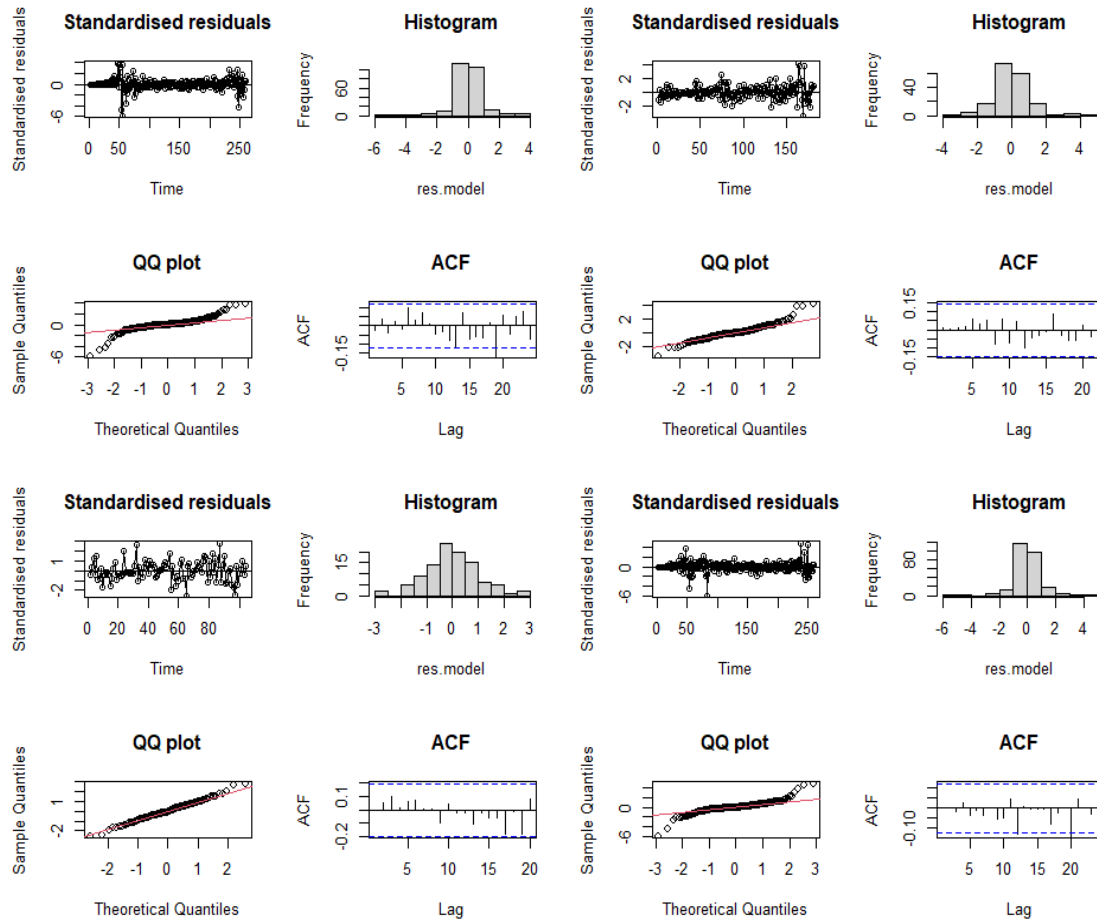 Standardised residuals
Standardised residuals
0
-6
0 50 150 250
Time
Histogram
Frequency
60
0
-6 -4 -2 0 2 4
res.model
Standardised residuals
Standardised residuals
2
-2
0 50 100 150
Time
Histogram
Frequency
40
0
-4 -2 0 2 4
res.model
QQ plot
Sample Quantiles
0
-6
-3 -2 -1 0 1 2 3
Theoretical Quantiles
ACF
ACF
-0.15
5 10 15 20
Lag
QQ plot
Sample Quantiles
2
-2
-2 -1 0 1 2
Theoretical Quantiles
ACF
ACF
0.15
-0.15
5 10 15 20
Lag
Standardised residuals
Standardised residuals
1
-2
0 20 40 60 80
Time
Histogram
Frequency
15
0
-3 -1 0 1 2 3
res.model
Standardised residuals
Standardised residuals
0
-6
0 50 150 250
Time
Histogram
Frequency
80
0
-6 -4 -2 0 2 4
res.model
QQ plot
Sample Quantiles
1
-2
-2 -1 0 1 2
Theoretical Quantiles
ACF
ACF
0.1
-0.2
5 10 15 20
Lag
QQ plot
Sample Quantiles
0
-6
-3 -2 -1 0 1 2 3
Theoretical Quantiles
ACF
ACF
-0.10
5 10 15 20
Lag